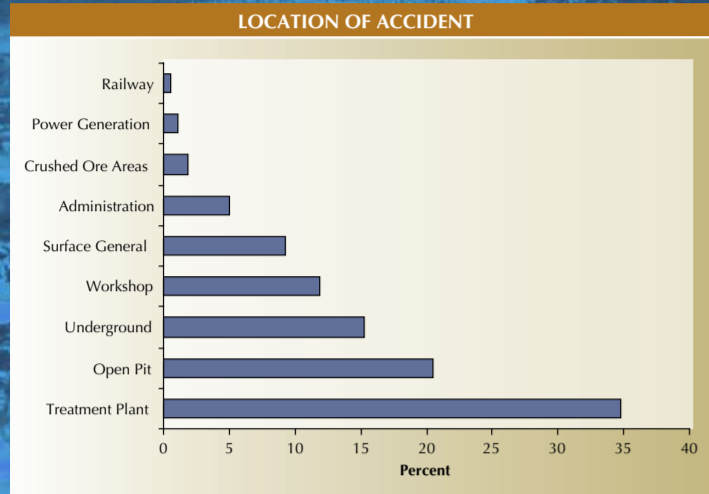 LOCATION OF ACCIDENT
Railway
Power Generation
Crushed Ore Areas
Administration
Surface General
Workshop
Underground
Open Pit
Treatment Plant
0 5 10 15 20 25 30 35 40
Percent